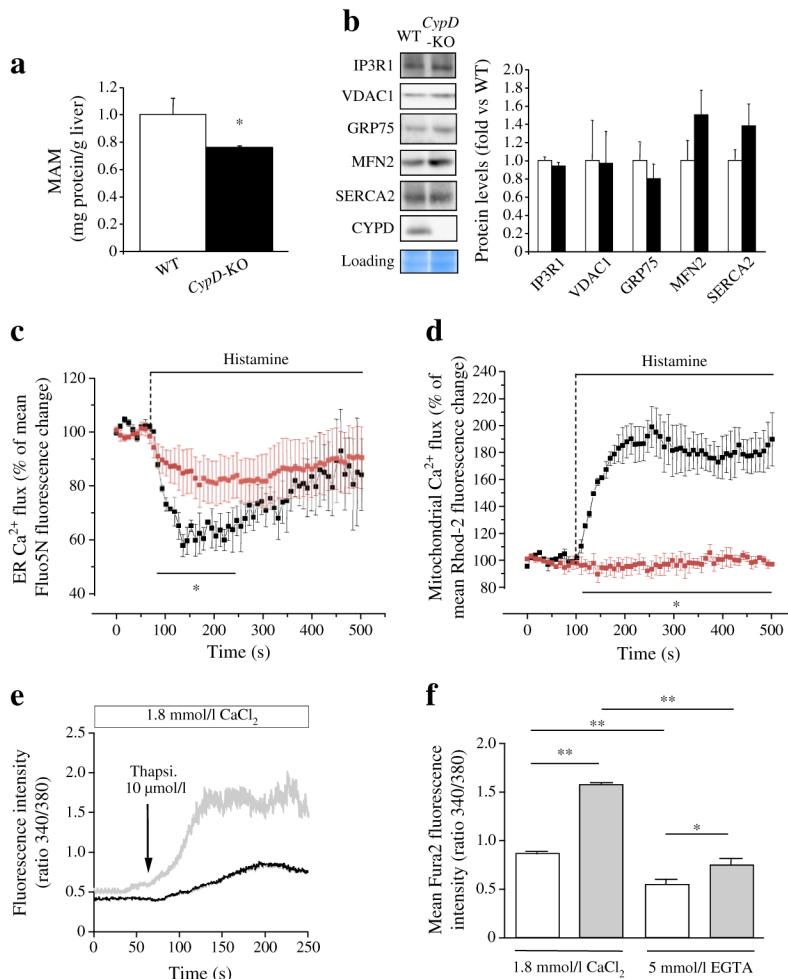 a
MAM
(mg protein/g liver)
1.2
1.0
0.8
0.6
0.4
0.2
0
*
WT
CypD-KO
b
WT
CypD
-KO
IP3R1
VDAC1
GRP75
MFN2
SERCA2
CYPD
Loading
Protein levels (fold vs WT)
2.0
1.8
1.6
1.4
1.2
1.0
0.8
0.6
0.4
0.2
0
IP3R1
VDAC1
GRP75
MFN2
SERCA2
c
ER Ca2+ flux (% of mean
Fluo5N fluorescence change)
Histamine
120
100
80
60
40
*
0 100 200 300 400 500
Time (s)
d
Mitochondrial Ca2+ flux (% of
mean Rhod-2 fluorescence change)
Histamine
240
220
200
180
160
140
120
100
80
*
0 100 200 300 400 500
Time (s)
e
1.8 mmol/l CaCl2
Fluorescence intensity
(ratio 340/380)
2.5
2.0
1.5
1.0
0.5
0
Thapsi.
10 µmol/l
0 50 100 150 200 250
Time (s)
f
Mean Fura2 fluorescence
intensity (ratio 340/380)
**
**
**
*
2.0
1.5
1.0
0.5
0
1.8 mmol/l CaCl2
5 mmol/l EGTA